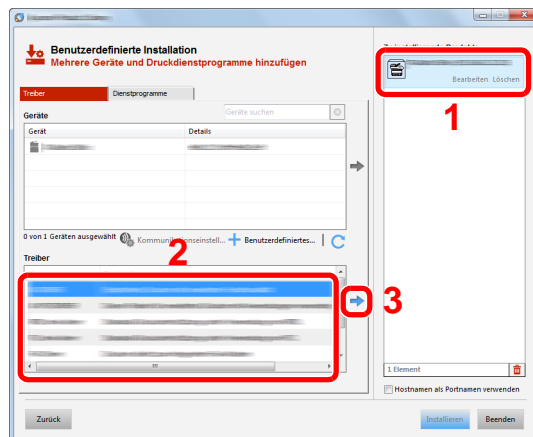 Benutzerdefinierte Installation
Mehrere Geräte und Druckdienstprogramme hinzufügen
Treiber
Dienstprogramme
Geräte
Geräte suchen
Gerät
Details
0 von 1 Geräten ausgewählt
Kommunikationseinstell...
Benutzerdefiniertes...
Treiber
Bearbeiten Löschen
1
2
3
1 Element
Hostnamen als Portnamen verwenden
Zurück
Installieren
Beenden